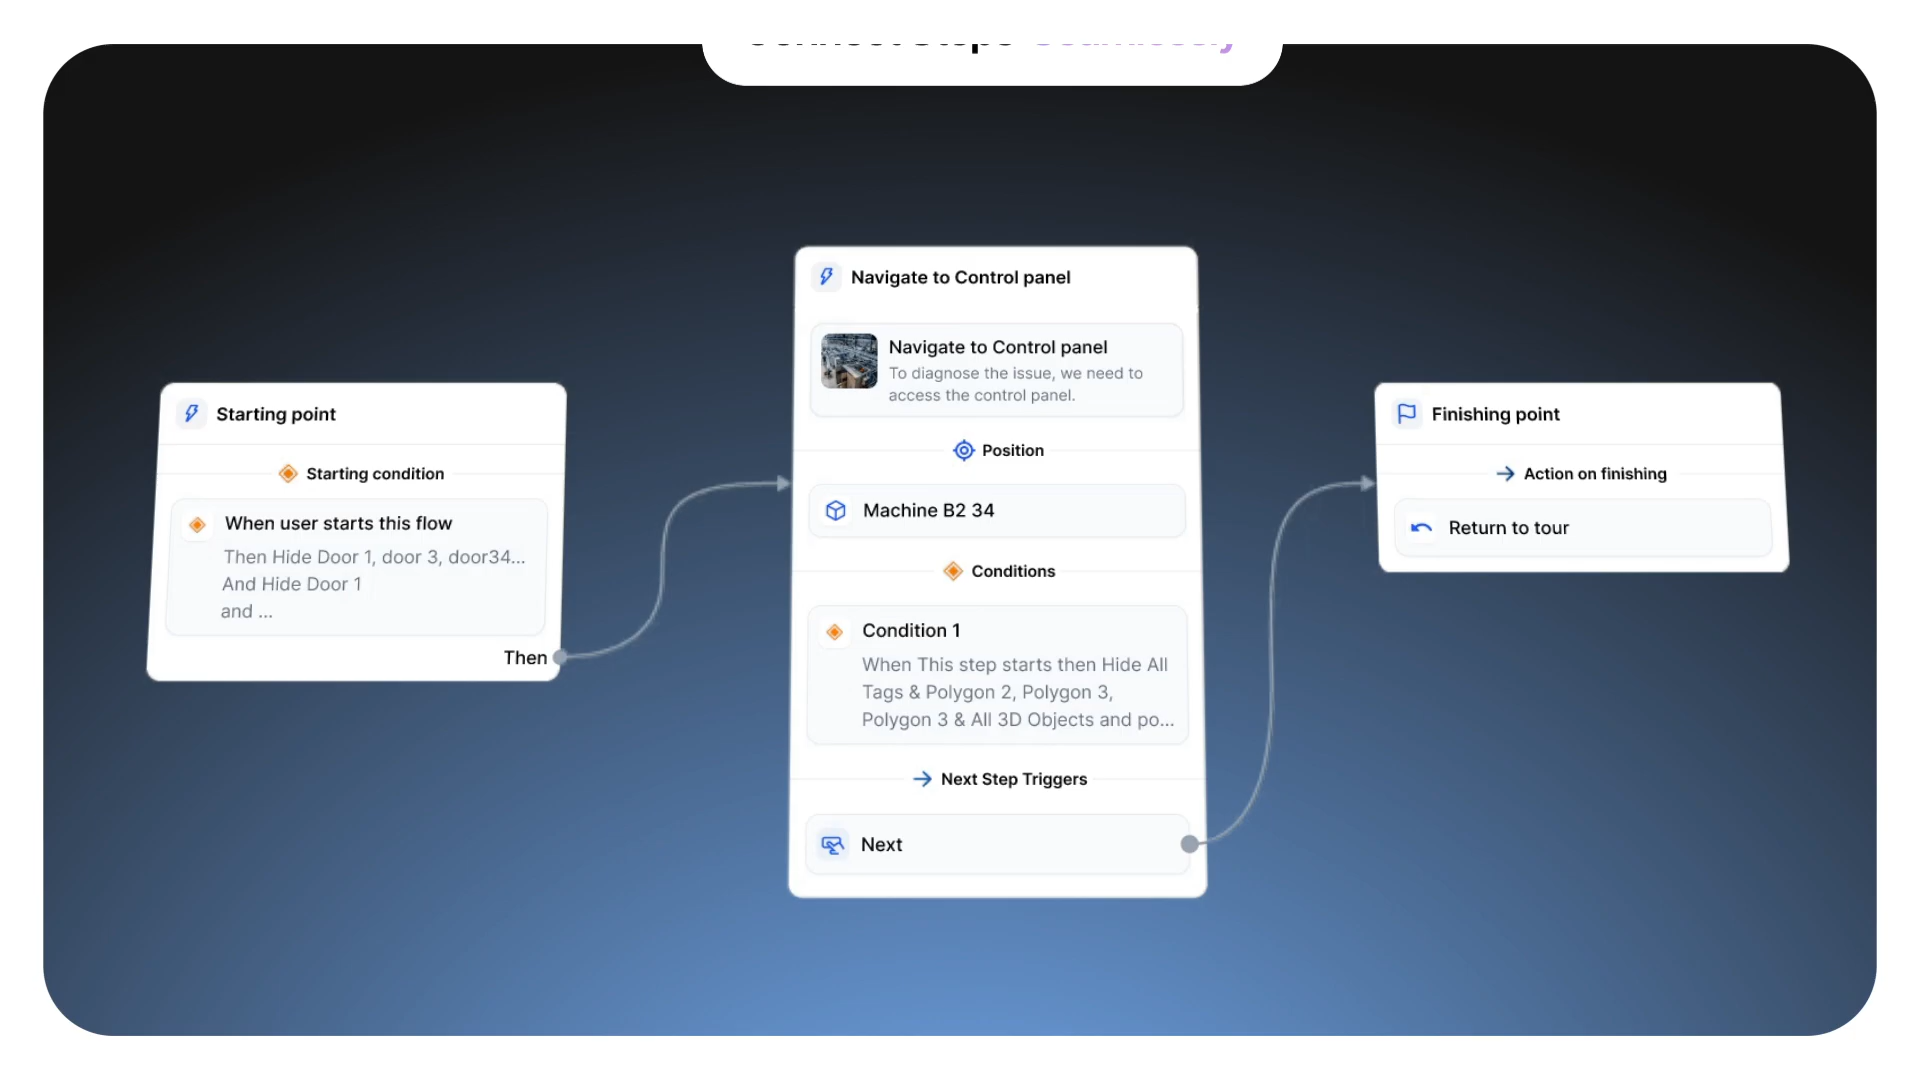 Connect Steps Seamlessly
Starting point
Starting condition
When user starts this flow
Then Hide Door 1, door 3, door34...
And Hide Door 1
and ...
Then
Navigate to Control panel
Navigate to Control panel
To diagnose the issue, we need to
access the control panel.
Position
Machine B2 34
Conditions
Condition 1
When This step starts then Hide All
Tags & Polygon 2, Polygon 3,
Polygon 3 & All 3D Objects and po...
Next Step Triggers
Next
Finishing point
Action on finishing
Return to tour